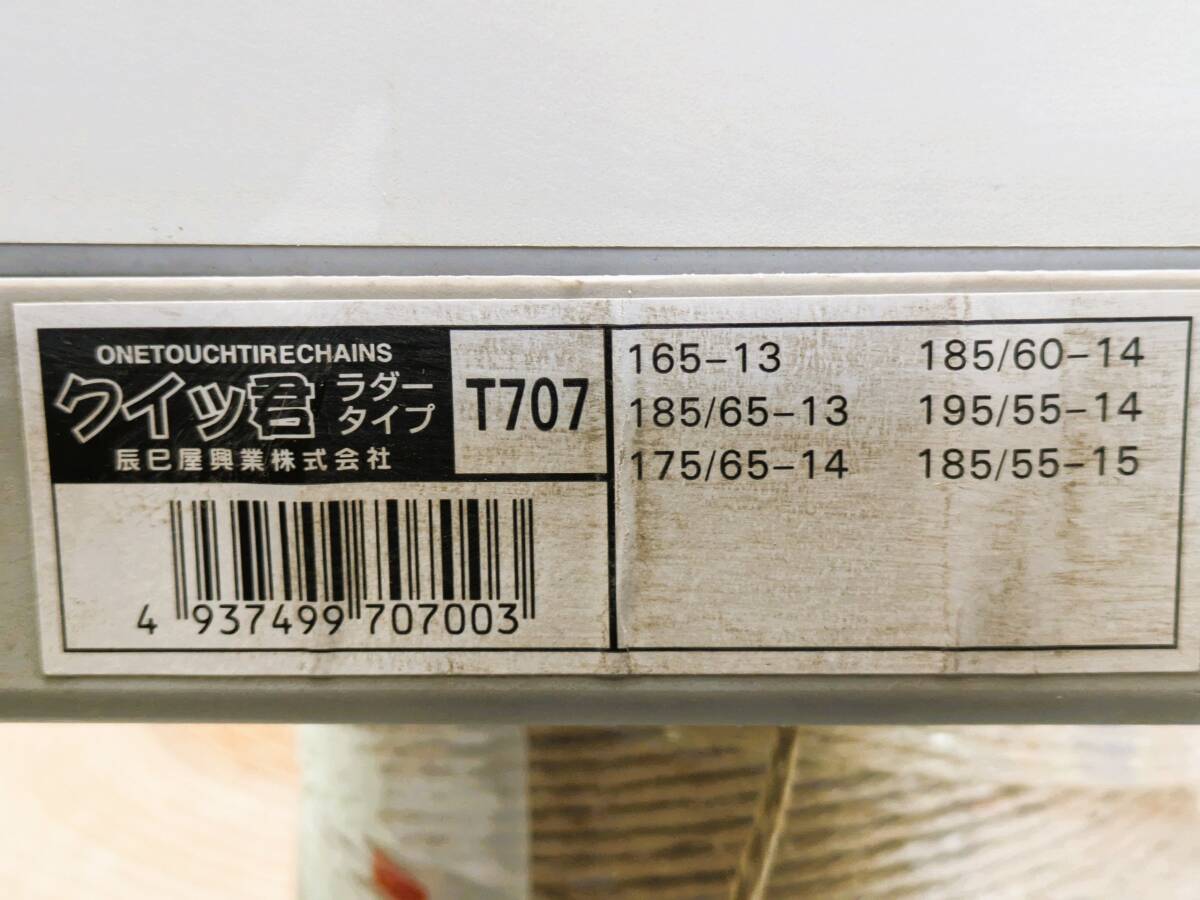 ONETOUCHTIRECHAINS
クイッ君 ラダータイプ
辰巳屋興業株式会社
T707
4 937499 707003
165-13 185/60-14
185/65-13 195/55-14
175/65-14 185/55-15